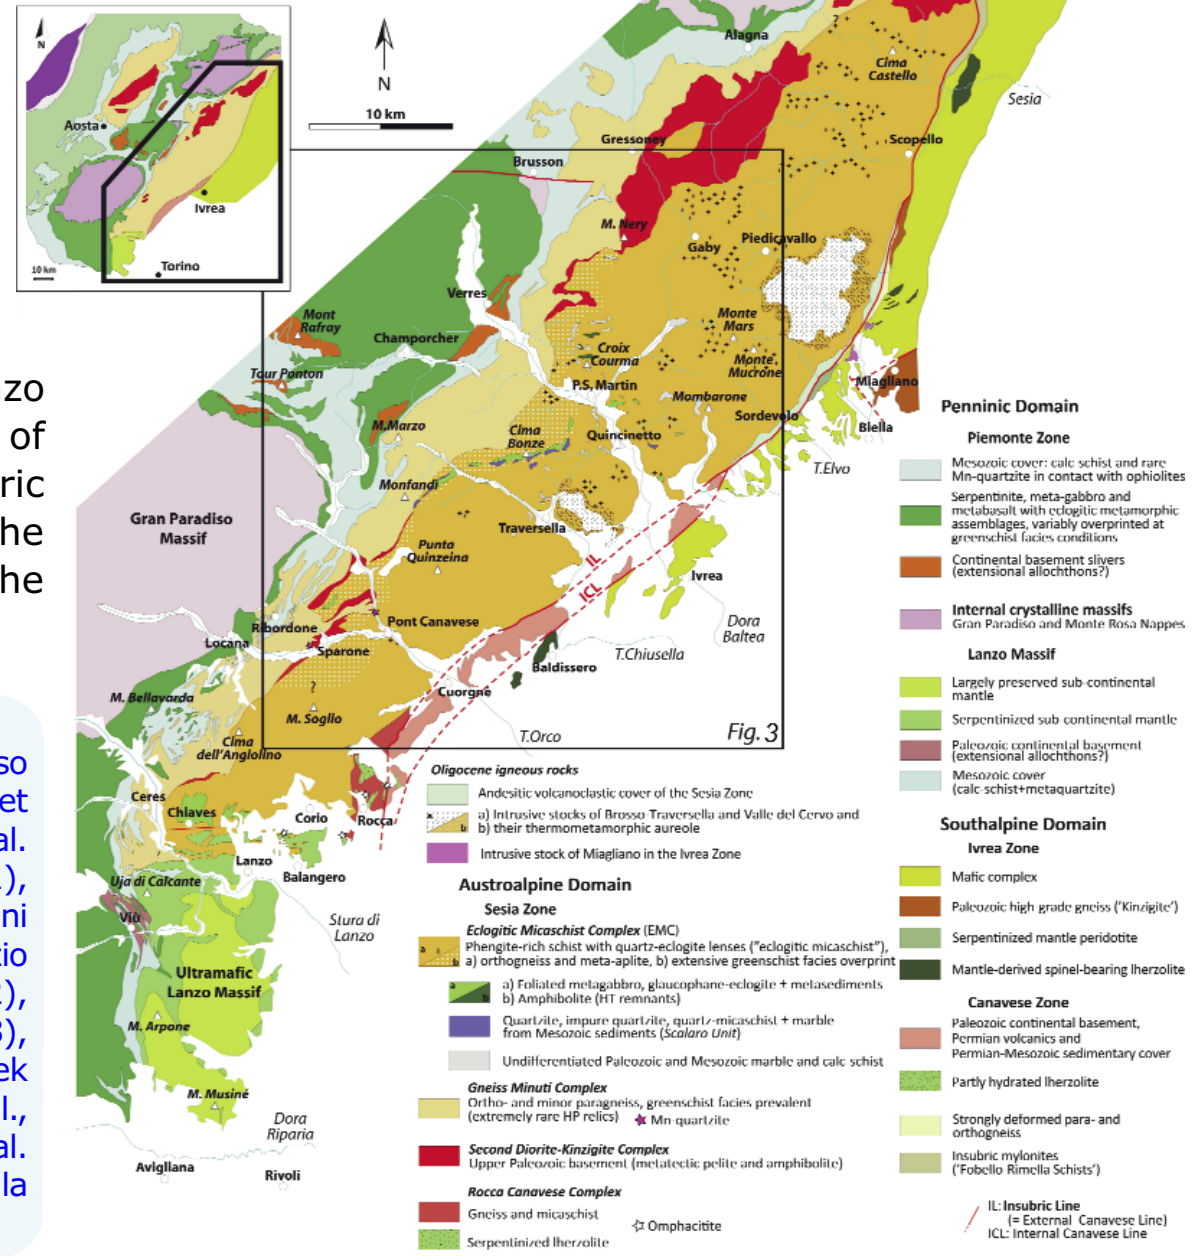 N
Aosta
Ivrea
Torino
10 km
N
10 km
Alagna
?
Cima
Castello
Sesia
Gressoney
Scopello
Brusson
M. Nery
Gaby
Piedicavallo
Verres
Mont
Rafray
Champorcher
Monte
Mars
Croix
Courma
Monte
Mucrone
Tour Ponton
P.S. Martin
Miagliano
Mombarone
M.Marzo
Cima
Bonze
Sordevolo
Quincinetto
Biella
T.Elvo
Monfandi
Gran Paradiso
Massif
Traversella
Punta
Quinzeina
IL
ICL
Ivrea
Ribordone
Pont Canavese
Dora
Baltea
Locana
Sparone
T.Chiusella
Baldissero
?
Cuorgne
M. Bellavarda
M. Soglio
T.Orco
Fig. 3
Cima
dell'Angiolino
Ceres
Chiaves
Corio
Rocca
Lanzo
Balangero
Uja di Calcante
Viù
Stura di
Lanzo
Ultramafic
Lanzo Massif
M. Arpone
M. Musinè
Dora
Riparia
Avigliana
Rivoli
nzo
of
ric
he
he
so
et
al.
),
ni
zio
2),
3),
ek
l.,
al.
la
Oligocene igneous rocks
Andesitic volcanoclastic cover of the Sesia Zone
a
b
a) Intrusive stocks of Brosso-Traversella and Valle del Cervo and
b) their thermometamorphic aureole
Intrusive stock of Miagliano in the Ivrea Zone
Austroalpine Domain
Sesia Zone
Eclogitic Micaschist Complex (EMC)
a
b
Phengite-rich schist with quartz-eclogite lenses ("eclogitic micaschist"),
a) orthogneiss and meta-aplite, b) extensive greenschist facies overprint
a
b
a) Foliated metagabbro, glaucophane-eclogite + metasediments
b) Amphibolite (HT remnants)
Quartzite, impure quartzite, quartz-micaschist + marble
from Mesozoic sediments (Scalaro Unit)
Undifferentiated Paleozoic and Mesozoic marble and calc schist
Gneiss Minuti Complex
Ortho- and minor paragneiss, greenschist facies prevalent
(extremely rare HP relics)
Mn-quartzite
Second Diorite-Kinzigite Complex
Upper Paleozoic basement (metatectic pelite and amphibolite)
Rocca Canavese Complex
Gneiss and micaschist
Omphacitite
Serpentinized lherzolite
Penninic Domain
Piemonte Zone
Mesozoic cover: calc schist and rare
Mn-quartzite in contact with ophiolites
Serpentinite, meta-gabbro and
metabasalt with eclogitic metamorphic
assemblages, variably overprinted at
greenschist facies conditions
Continental basement slivers
(extensional allochthons?)
Internal crystalline massifs
Gran Paradiso and Monte Rosa Nappes
Lanzo Massif
Largely preserved sub-continental
mantle
Serpentinized sub continental mantle
Paleozoic continental basement
(extensional allochthons?)
Mesozoic cover
(calc-schist+metaquartzite)
Southalpine Domain
Ivrea Zone
Mafic complex
Paleozoic high grade gneiss ('Kinzigite')
Serpentinized mantle peridotite
Mantle-derived spinel-bearing lherzolite
Canavese Zone
Paleozoic continental basement,
Permian volcanics and
Permian-Mesozoic sedimentary cover
Partly hydrated lherzolite
Strongly deformed para- and
orthogneiss
Insubric mylonites
('Fobello Rimella Schists')
IL: Insubric Line
(= External Canavese Line)
ICL: Internal Canavese Line